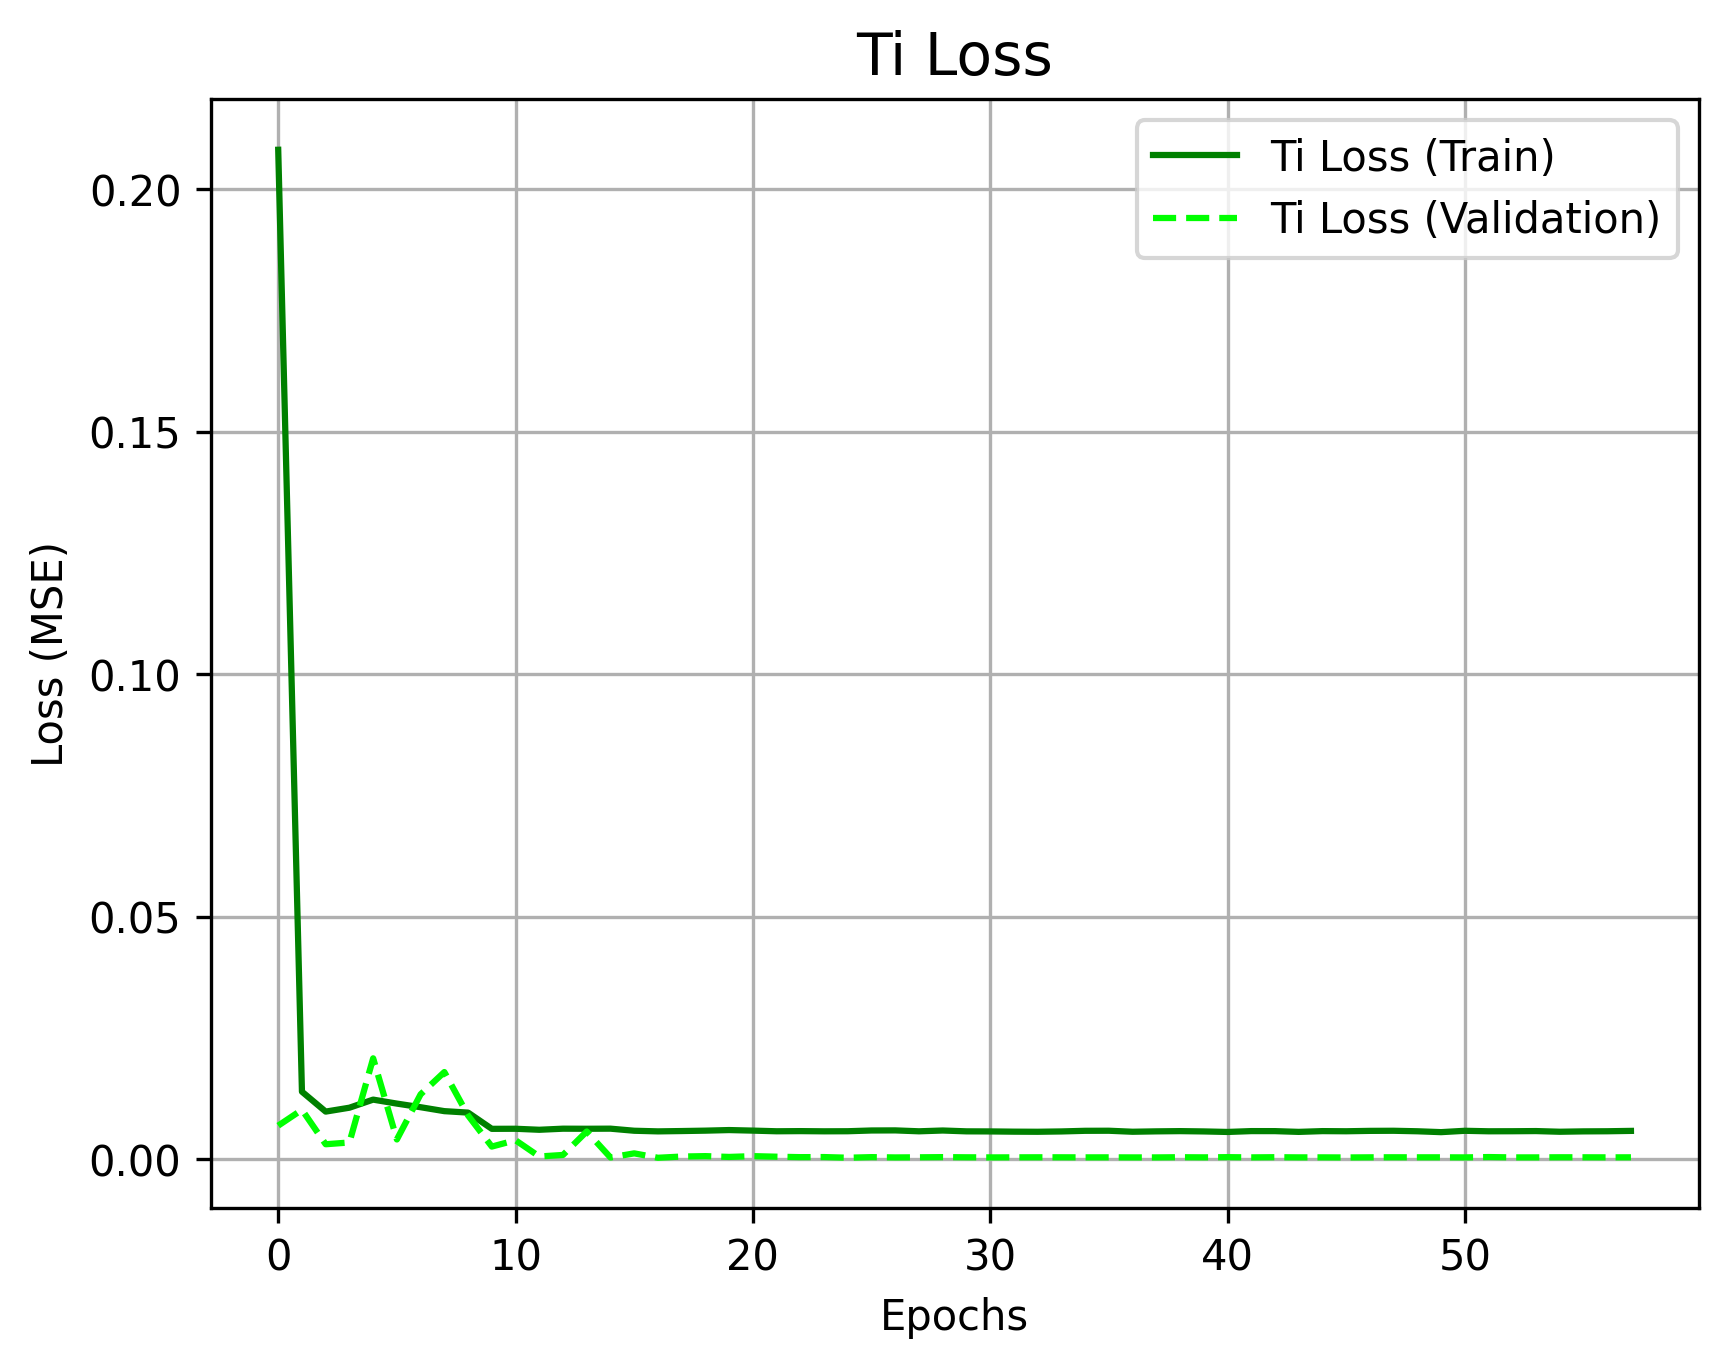 Ti Loss
Ti Loss (Train)
Ti Loss (Validation)
Loss (MSE)
0.20
0.15
0.10
0.05
0.00
0 10 20 30 40 50
Epochs